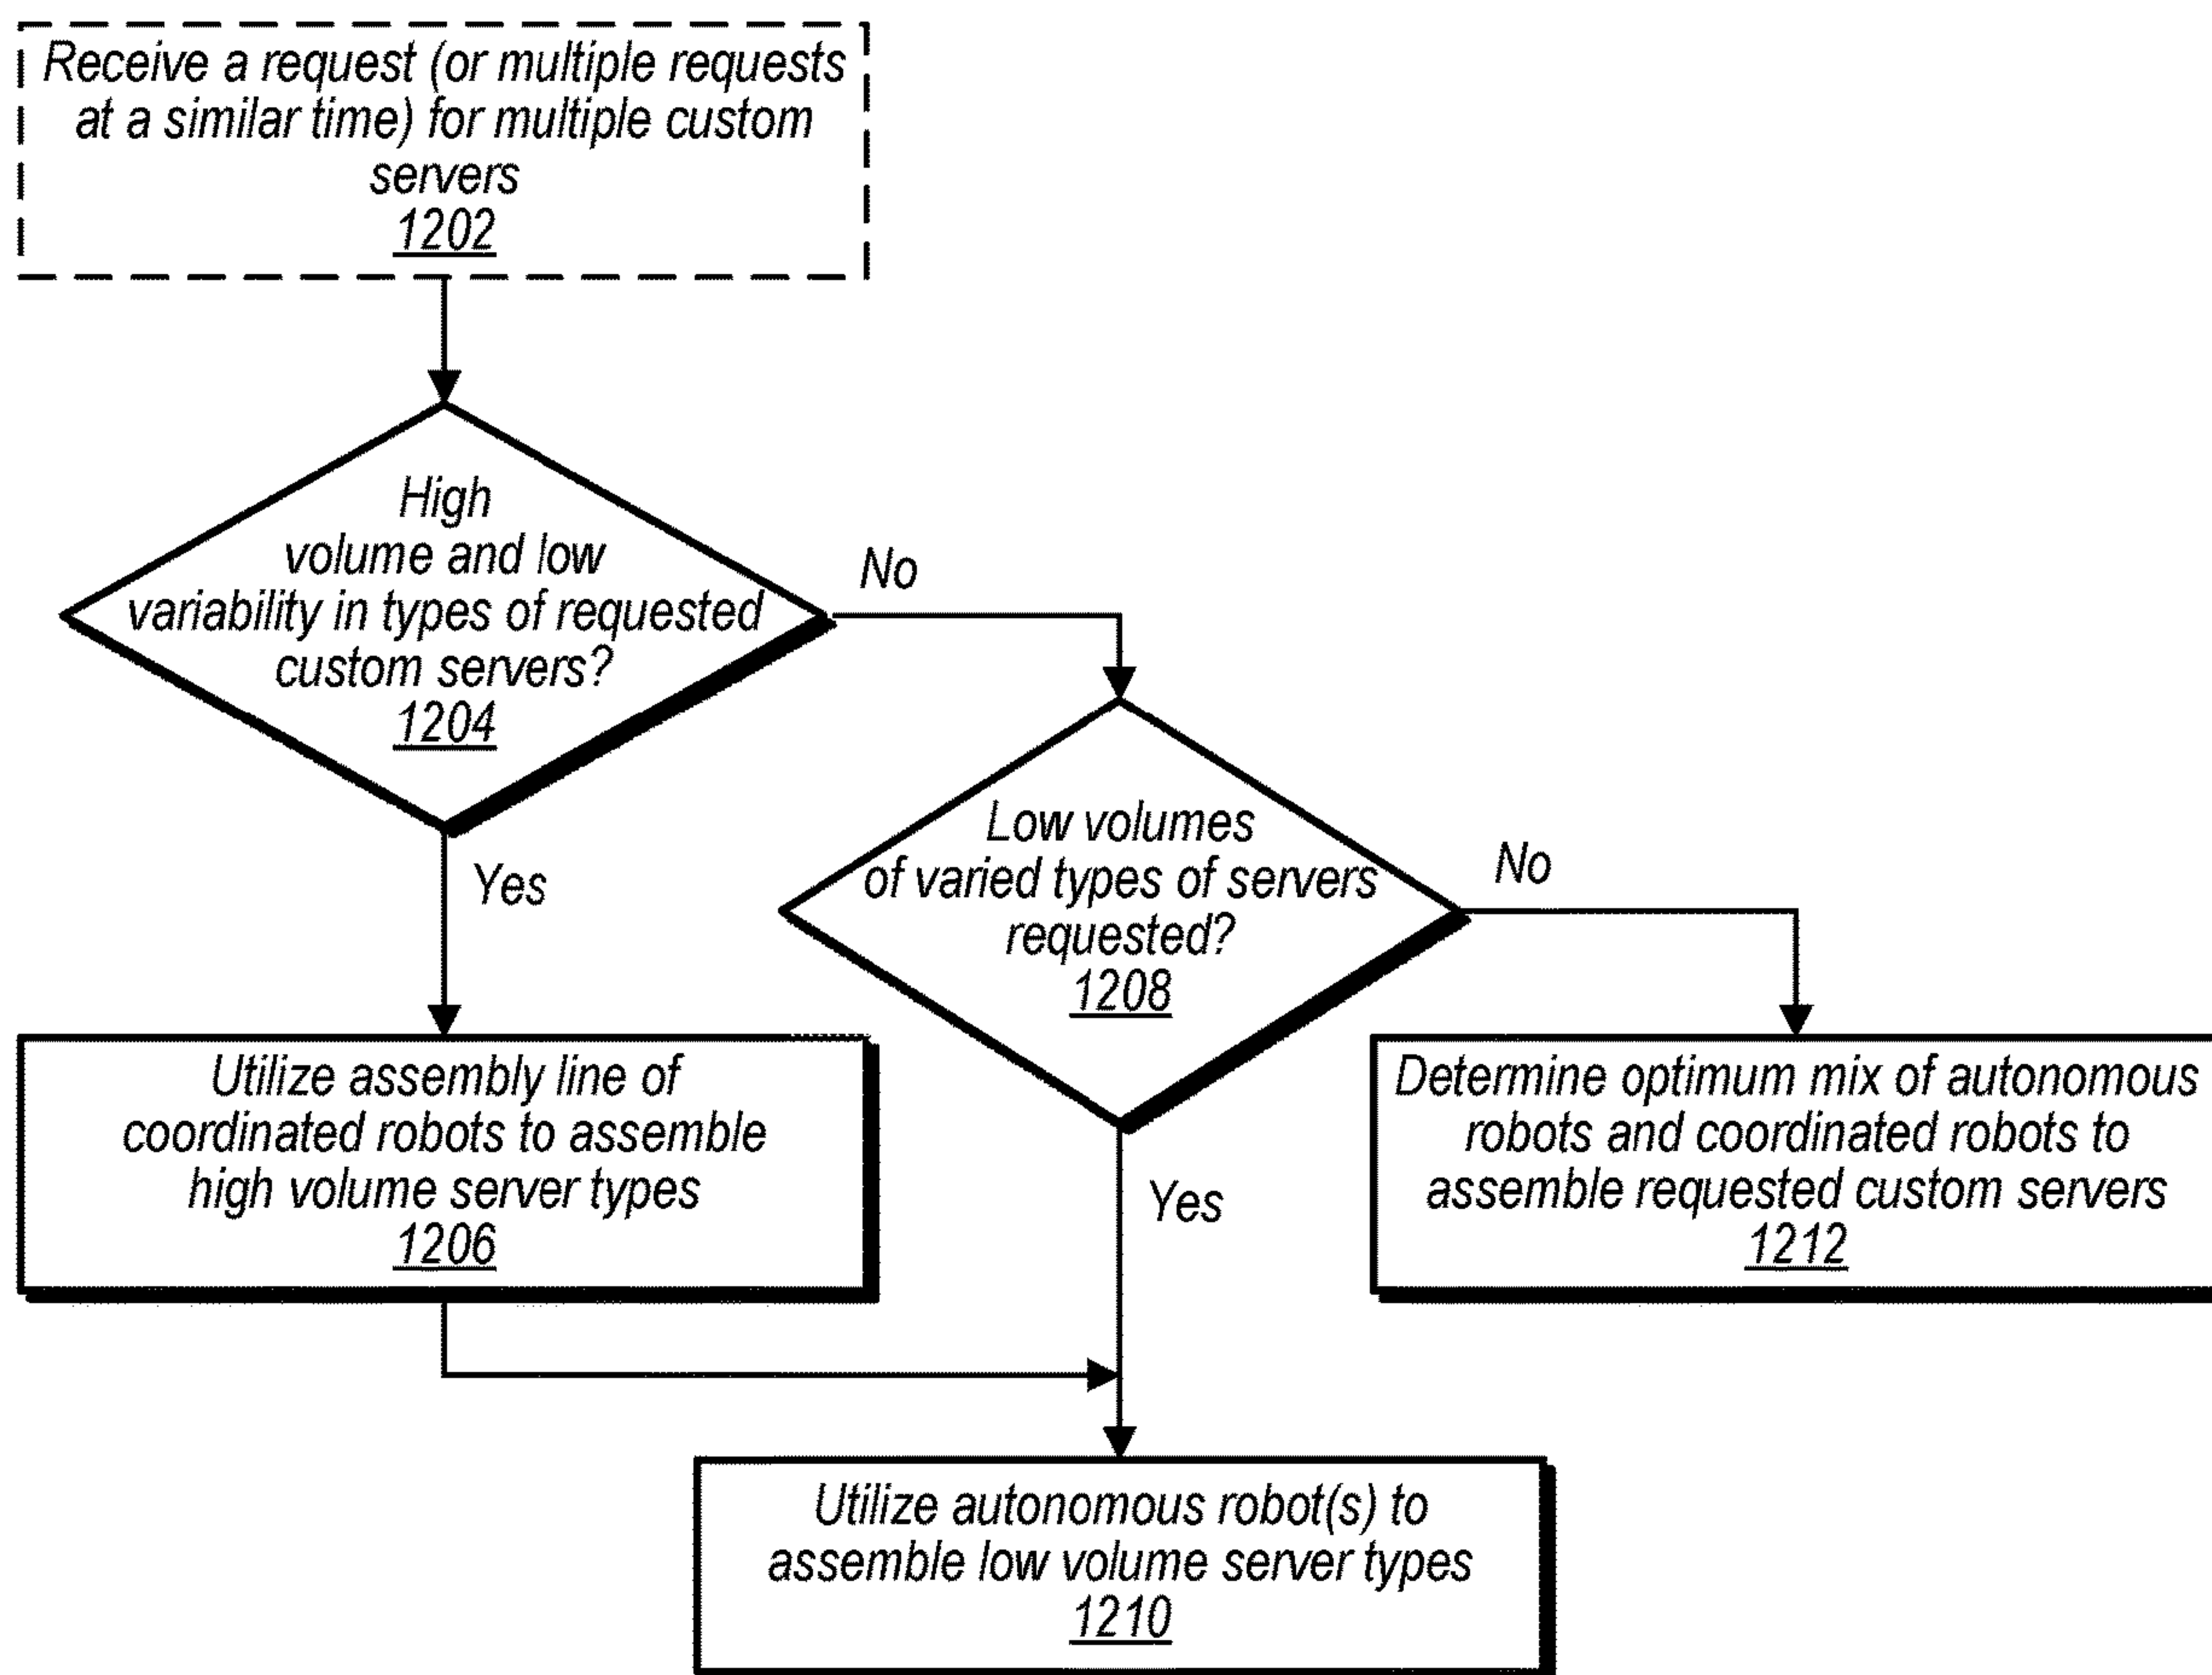 Receive a request (or multiple requests
at a similar time) for multiple custom
servers
1202
High
volume and low
variability in types of requested
custom servers?
1204
No
Yes
Low volumes
of varied types of servers
requested?
1208
No
Yes
Utilize assembly line of
coordinated robots to assemble
high volume server types
1206
Determine optimum mix of autonomous
robots and coordinated robots to
assemble requested custom servers
1212
Utilize autonomous robot(s) to
assemble low volume server types
1210